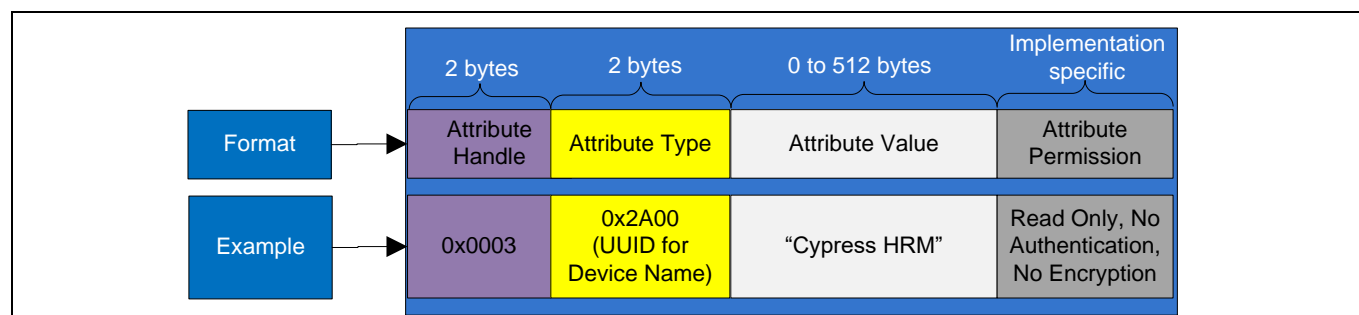 2 bytes
2 bytes
0 to 512 bytes
Implementation
specific
Format
Attribute
Handle
Attribute Type
Attribute Value
Attribute
Permission
Example
0x0003
0x2A00
(UUID for
Device Name)
“Cypress HRM”
Read Only, No
Authentication,
No Encryption